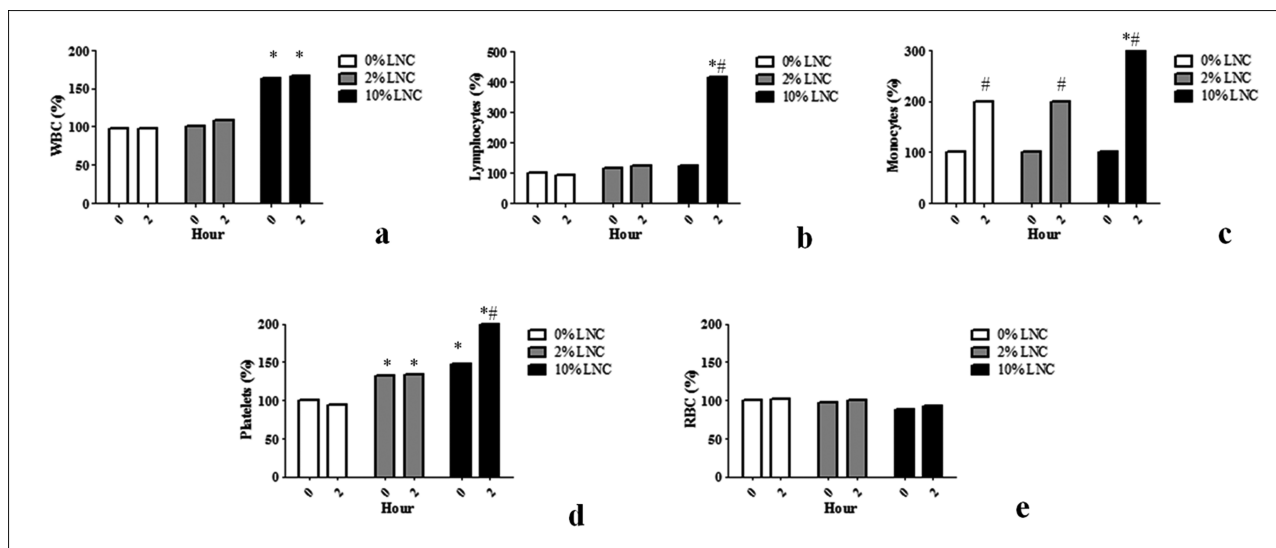 200
150
100
50
0
WBC (%)
* *
0% LNC
2% LNC
10% LNC
0 2 0 2 0 2
Hour
a
500
400
300
200
100
0
Lymphocytes (%)
*#
0% LNC
2% LNC
10% LNC
0 2 0 2 0 2
Hour
b
300
200
100
0
Monocytes (%)
# # *#
0% LNC
2% LNC
10% LNC
0 2 0 2 0 2
Hour
c
200
150
100
50
0
Platelets (%)
* * * *#
0% LNC
2% LNC
10% LNC
0 2 0 2 0 2
Hour
d
200
150
100
50
0
RBC (%)
0% LNC
2% LNC
10% LNC
0 2 0 2 0 2
Hour
e